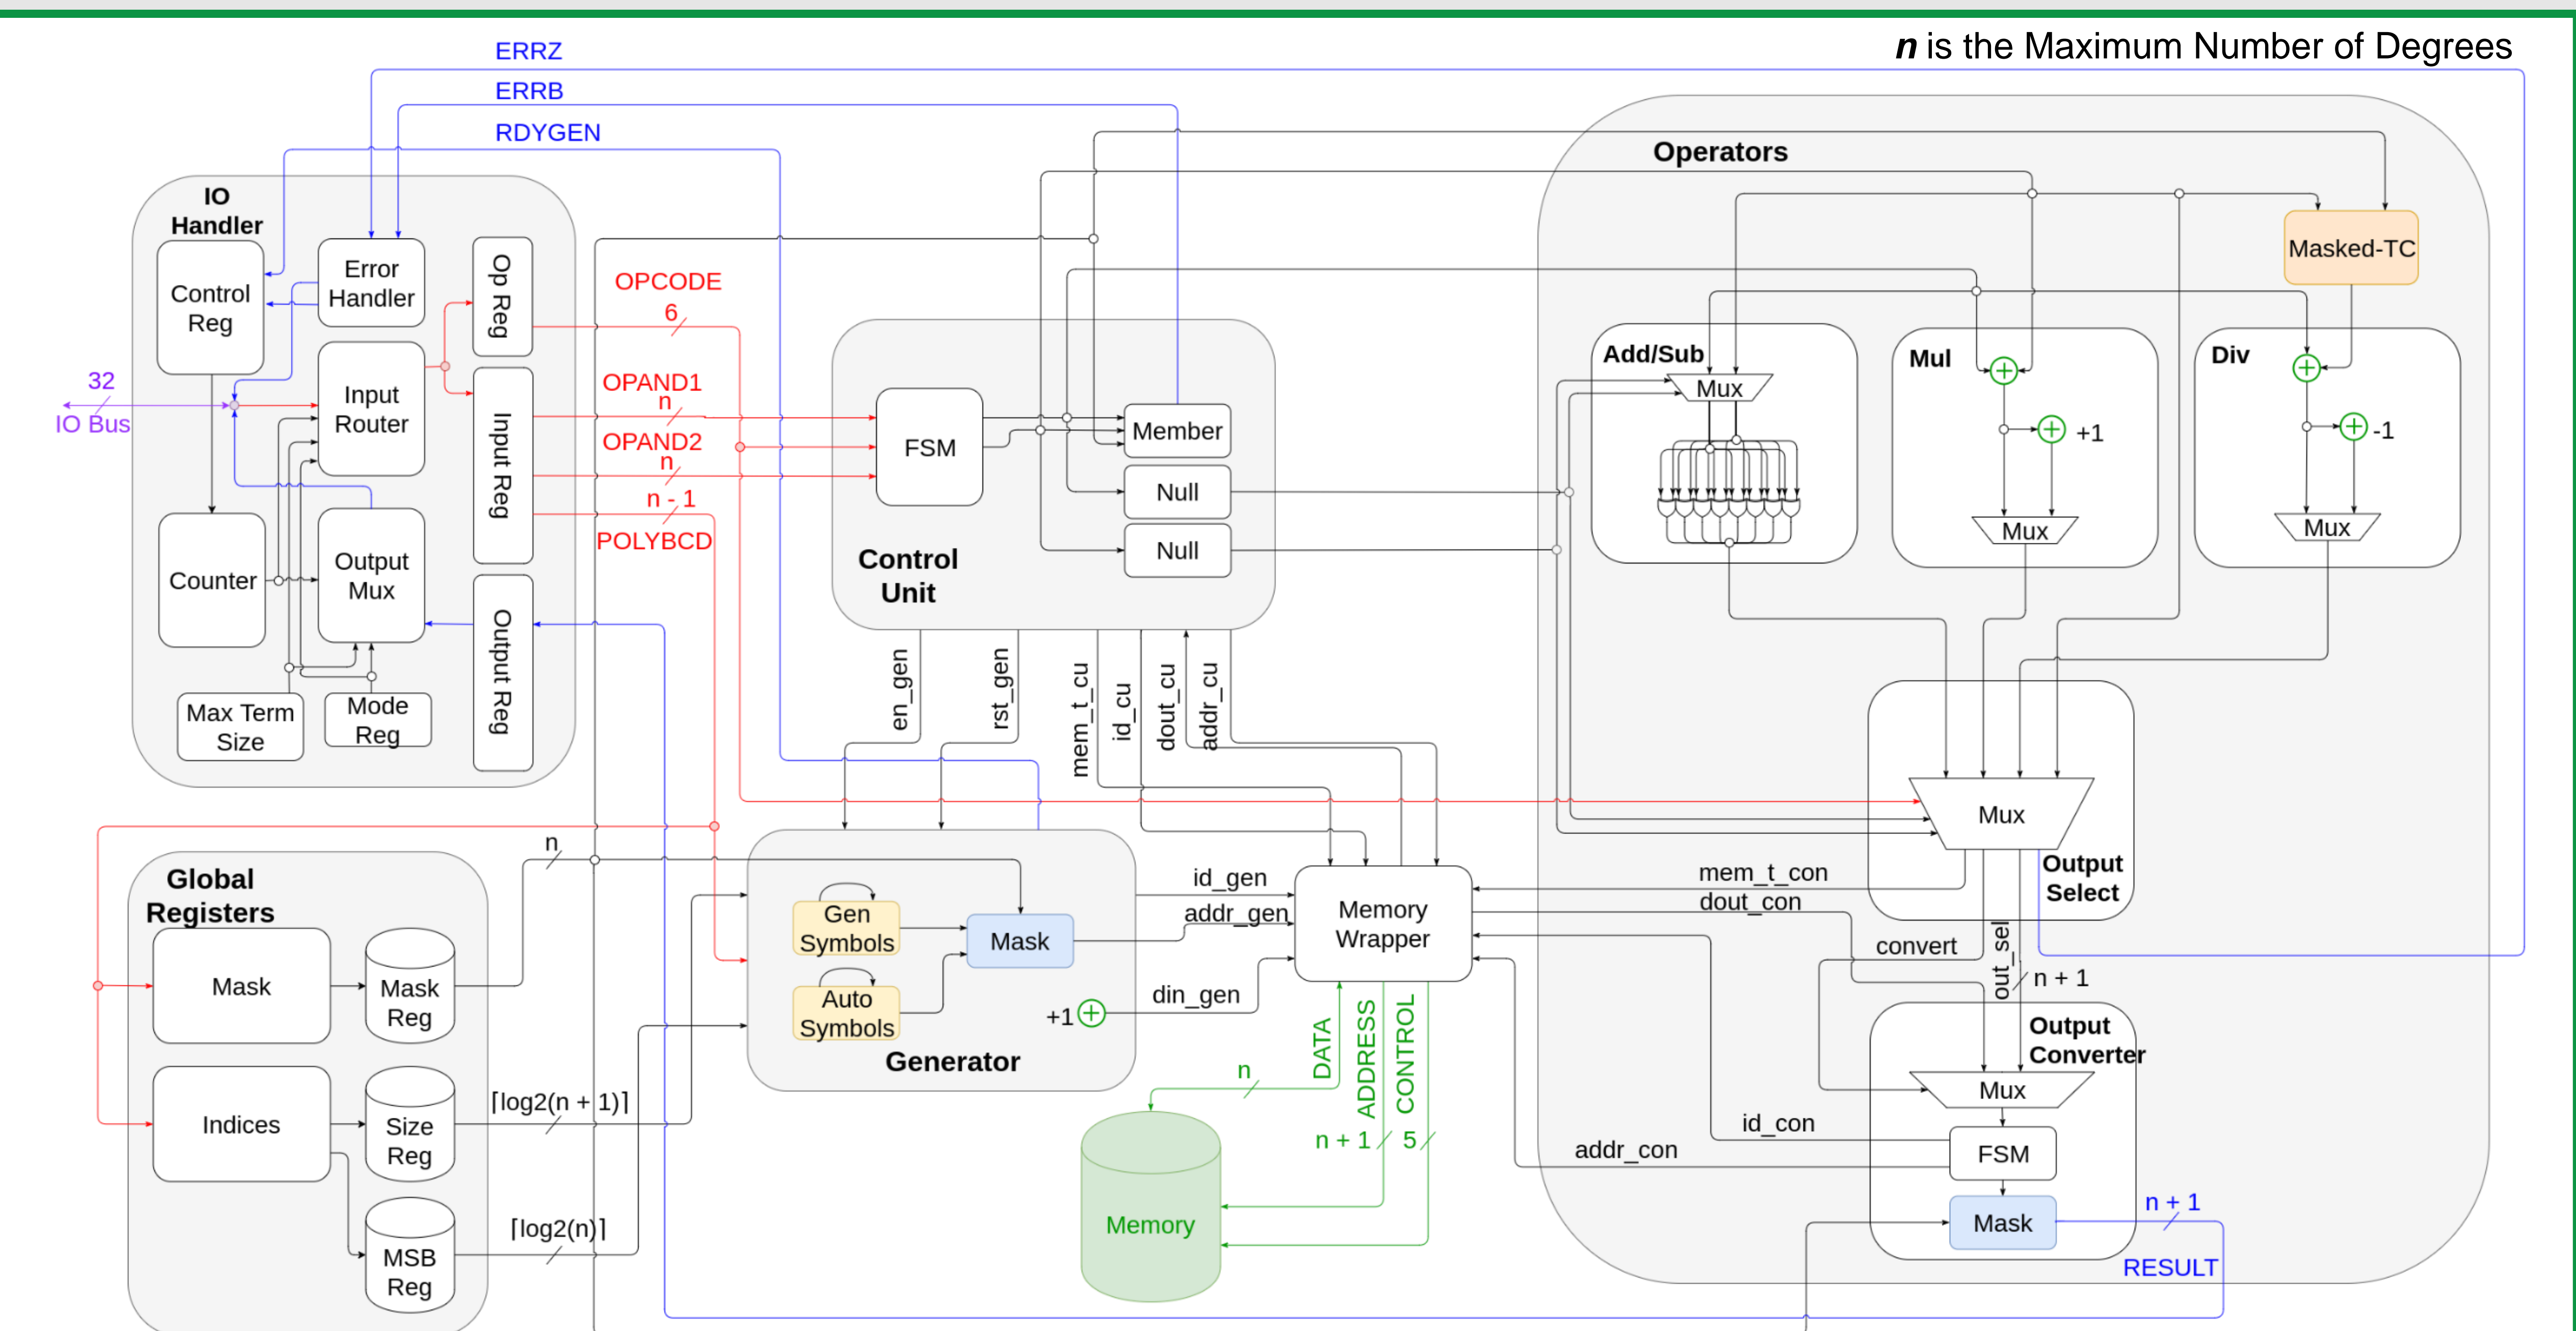 n is the Maximum Number of Degrees
ERRZ
ERRB
RDYGEN
IO
Handler
Control
Reg
Error
Handler
Op Reg
Input
Router
Input Reg
32
IO Bus
Counter
Output
Mux
Output Reg
Max Term
Size
Mode
Reg
OPCODE
6
OPAND1
n
OPAND2
n
n - 1
POLYBCD
FSM
Member
Null
Null
Control
Unit
en_gen
rst_gen
mem_t_cu
id_cu
dout_cu
addr_cu
Operators
Masked-TC
Add/Sub
Mux
Mul
+1
Mux
Div
-1
Mux
Mux
Output
Select
mem_t_con
dout_con
convert
out_sel
n + 1
Output
Converter
Mux
FSM
Mask
id_con
addr_con
n + 1
RESULT
Global
Registers
Mask
Mask
Reg
Indices
Size
Reg
MSB
Reg
n
⌈log2(n + 1)⌉
⌈log2(n)⌉
Gen
Symbols
Auto
Symbols
Mask
+1
Generator
id_gen
addr_gen
din_gen
Memory
Wrapper
DATA
ADDRESS
CONTROL
n
n + 1
5
Memory